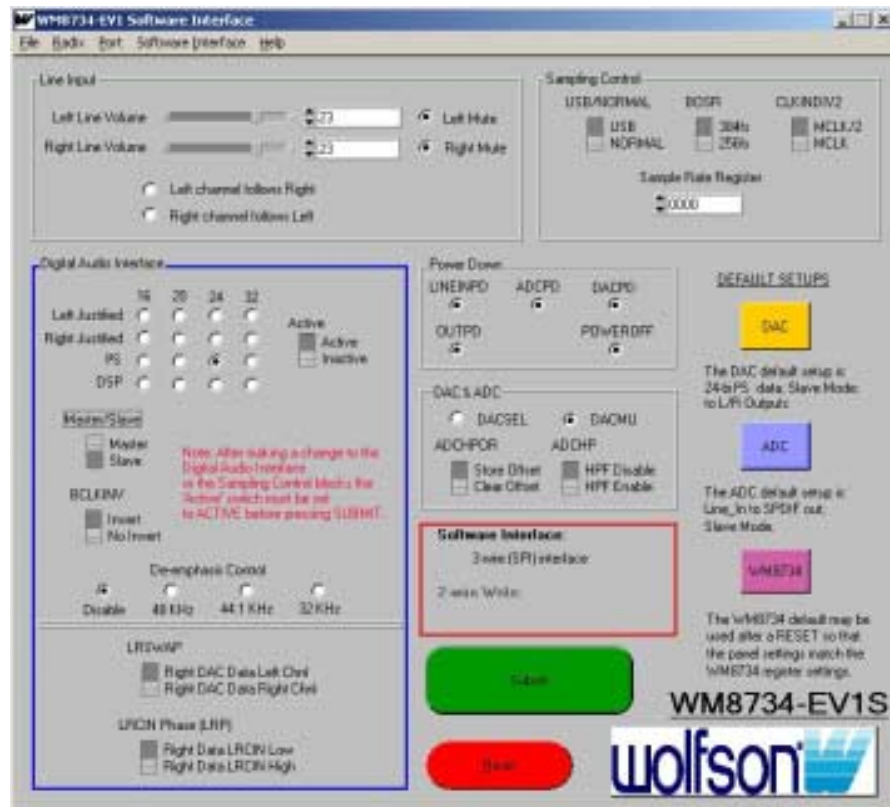 WM8734-EV1 Software Interface
File Radix Port Software Interface Help
Line Input
Left Line Volume 23 Left Mute
Right Line Volume 23 Right Mute
Left channel follows Right
Right channel follows Left
Sampling Control
USB/NORMAL BOSR CLKINDIV2
USB 384fs MCLK/2
NORMAL 256fs MCLK
Sample Rate Register
0000
Digital Audio Interface
16 20 24 32
Left Justified
Right Justified
I²S
DSP
Active
Active
Inactive
Master/Slave
Master
Slave
Note: After making a change to the
Digital Audio Interface
or the Sampling Control blocks the
'Active' switch must be set
to ACTIVE before pressing SUBMIT.
BCLKINV
Invert
No Invert
De-emphasis Control
Disable 48 KHz 44.1 KHz 32 KHz
LRSWAP
Right DAC Data Left Chnl
Right DAC Data Right Chnl
LRCIN Phase (LRP)
Right Data LRCIN Low
Right Data LRCIN High
Power Down
LINEINPD ADCPD DACPD
OUTPD POWEROFF
DAC & ADC
DACSEL DACMU
ADCHPOR ADCHP
Store Offset HPF Disable
Clear Offset HPF Enable
Software Interface:
3 wire (SPI) interface
Write:
Submit
Reset
DEFAULT SETUPS
DAC
The DAC default setup is:
24-bit I²S data; Slave Mode;
to L/R Outputs
ADC
The ADC default setup is:
Line_In to SPDIF out;
Slave Mode.
WM8734
The WM8734 default may be
used after a RESET so that
the panel settings match the
WM8734 register settings.
WM8734-EV1S
wolfson